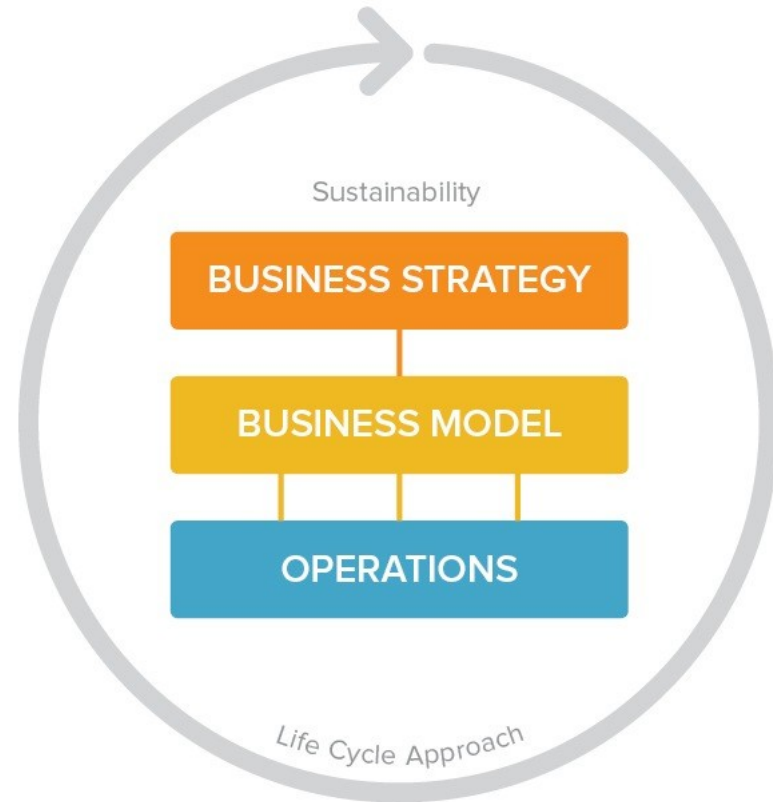 Sustainability
BUSINESS STRATEGY
BUSINESS MODEL
OPERATIONS
Life Cycle Approach